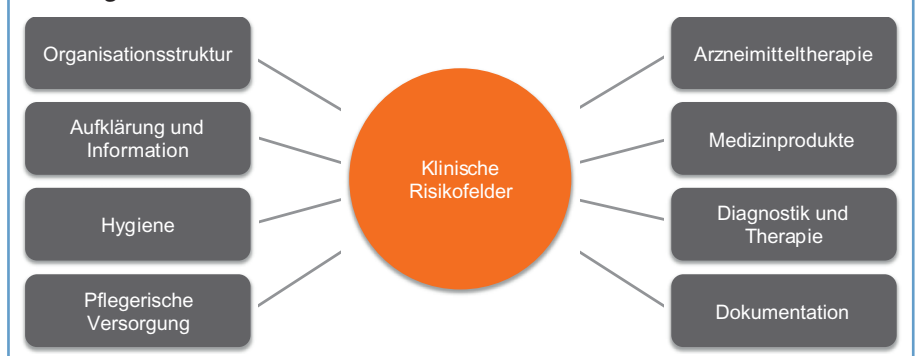 Organisationsstruktur
Aufklärung und
Information
Hygiene
Pflegerische
Versorgung
Klinische
Risikofelder
Arzneimitteltherapie
Medizinprodukte
Diagnostik und
Therapie
Dokumentation